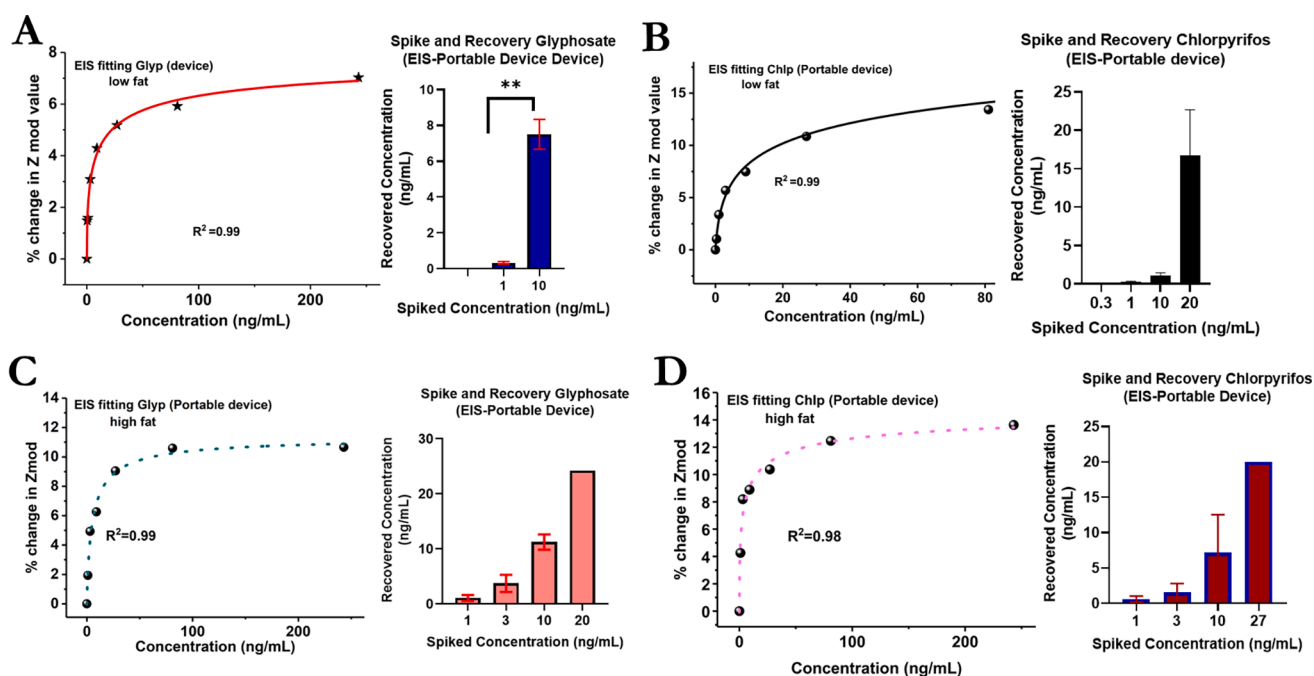 A
EIS fitting Glyp (device)
low fat
R²=0.99
% change in Z mod value
8
7
6
4
2
0
0
100
200
Concentration (ng/mL)
Spike and Recovery Glyphosate
(EIS-Portable Device Device)
**
Recovered Concentration
(ng/mL)
10
8
6
4
2
0
1
10
Spiked Concentration (ng/mL)
B
EIS fitting Chlp (Portable device)
low fat
R²=0.99
% change in Z mod value
15
10
5
0
0
20
40
60
80
Concentration (ng/mL)
Spike and Recovery Chlorpyrifos
(EIS-Portable device)
Recovered Concentration
(ng/mL)
25
20
15
10
5
0
0.3
1
10
20
Spiked Concentration (ng/mL)
C
EIS fitting Glyp (Portable device)
high fat
R²=0.99
% change in Zmod
14
12
10
8
6
4
2
0
0
100
200
Concentration (ng/mL)
Spike and Recovery Glyphosate
(EIS-Portable Device)
Recovered Concentration
(ng/mL)
30
20
10
0
1
3
10
20
Spiked Concentration (ng/mL)
D
EIS fitting Chlp (Portable device)
high fat
R²=0.98
% change in Zmod
16
14
12
10
8
6
4
2
0
0
100
200
Concentration (ng/mL)
Spike and Recovery Chlorpyrifos
(EIS-Portable Device)
Recovered Concentration
(ng/mL)
25
20
15
10
5
0
1
3
10
27
Spiked Concentration (ng/mL)